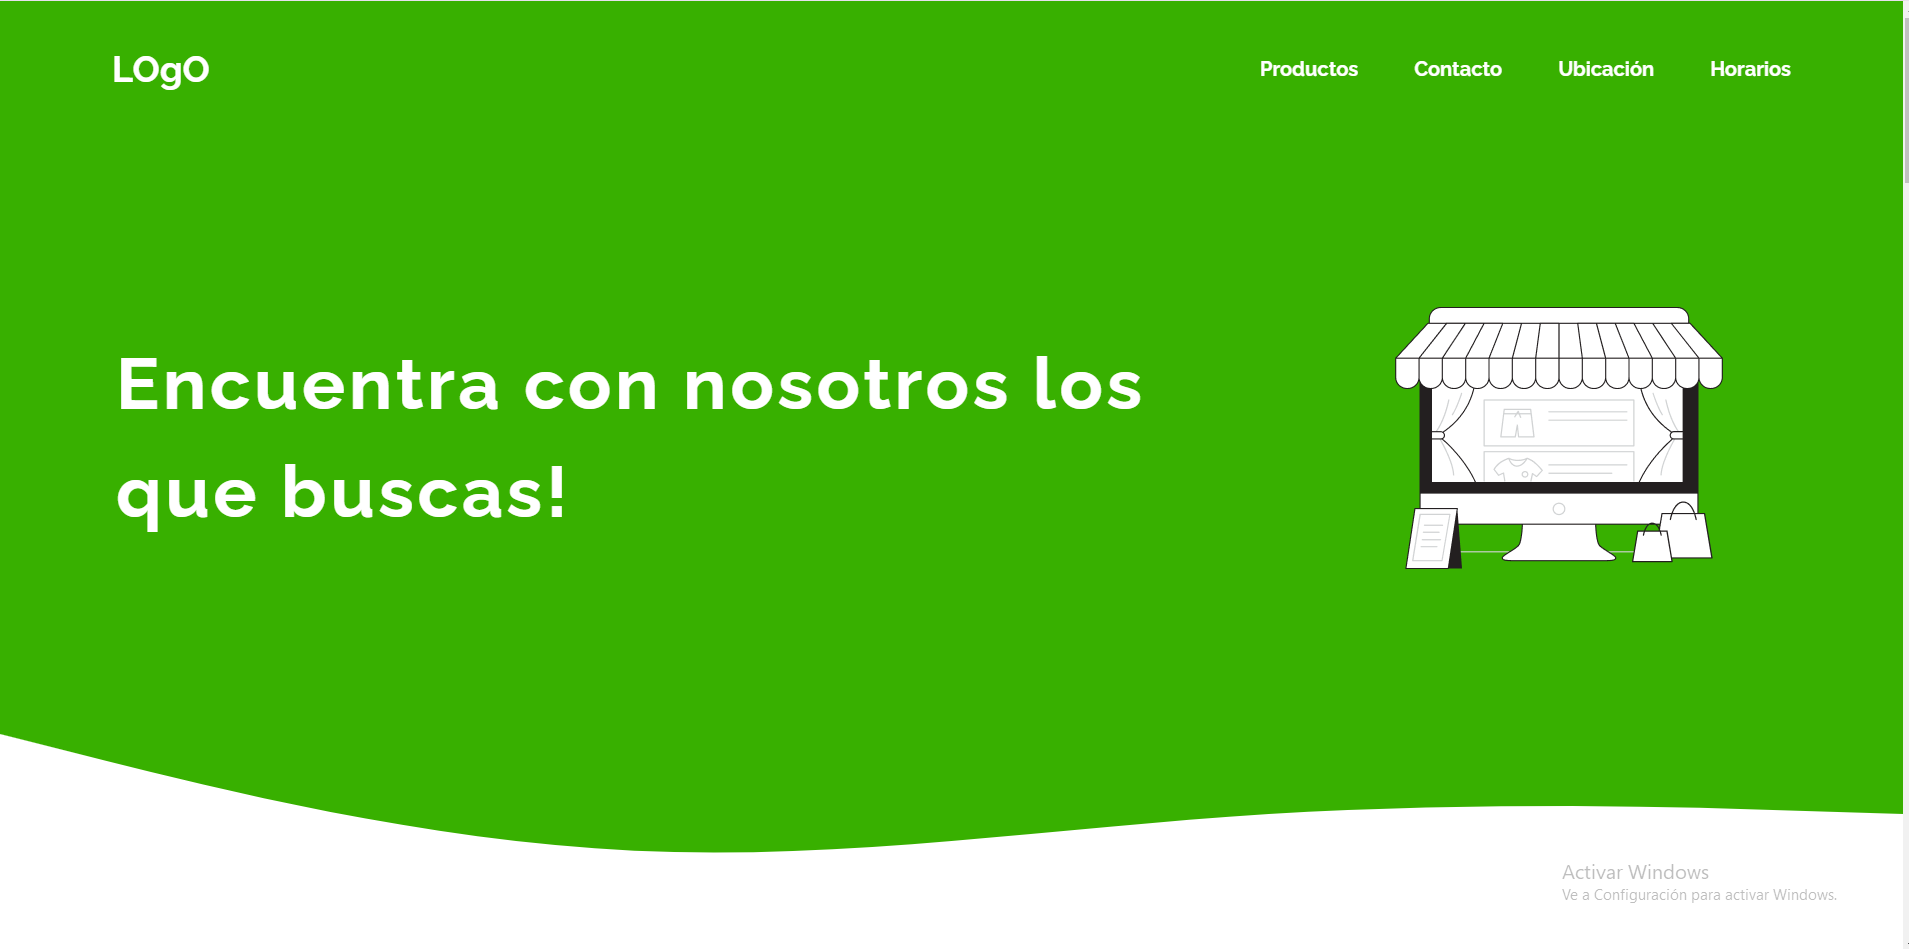 LOgO
Productos Contacto Ubicación Horarios
Encuentra con nosotros los
que buscas!
Activar Windows
Ve a Configuración para activar Windows.